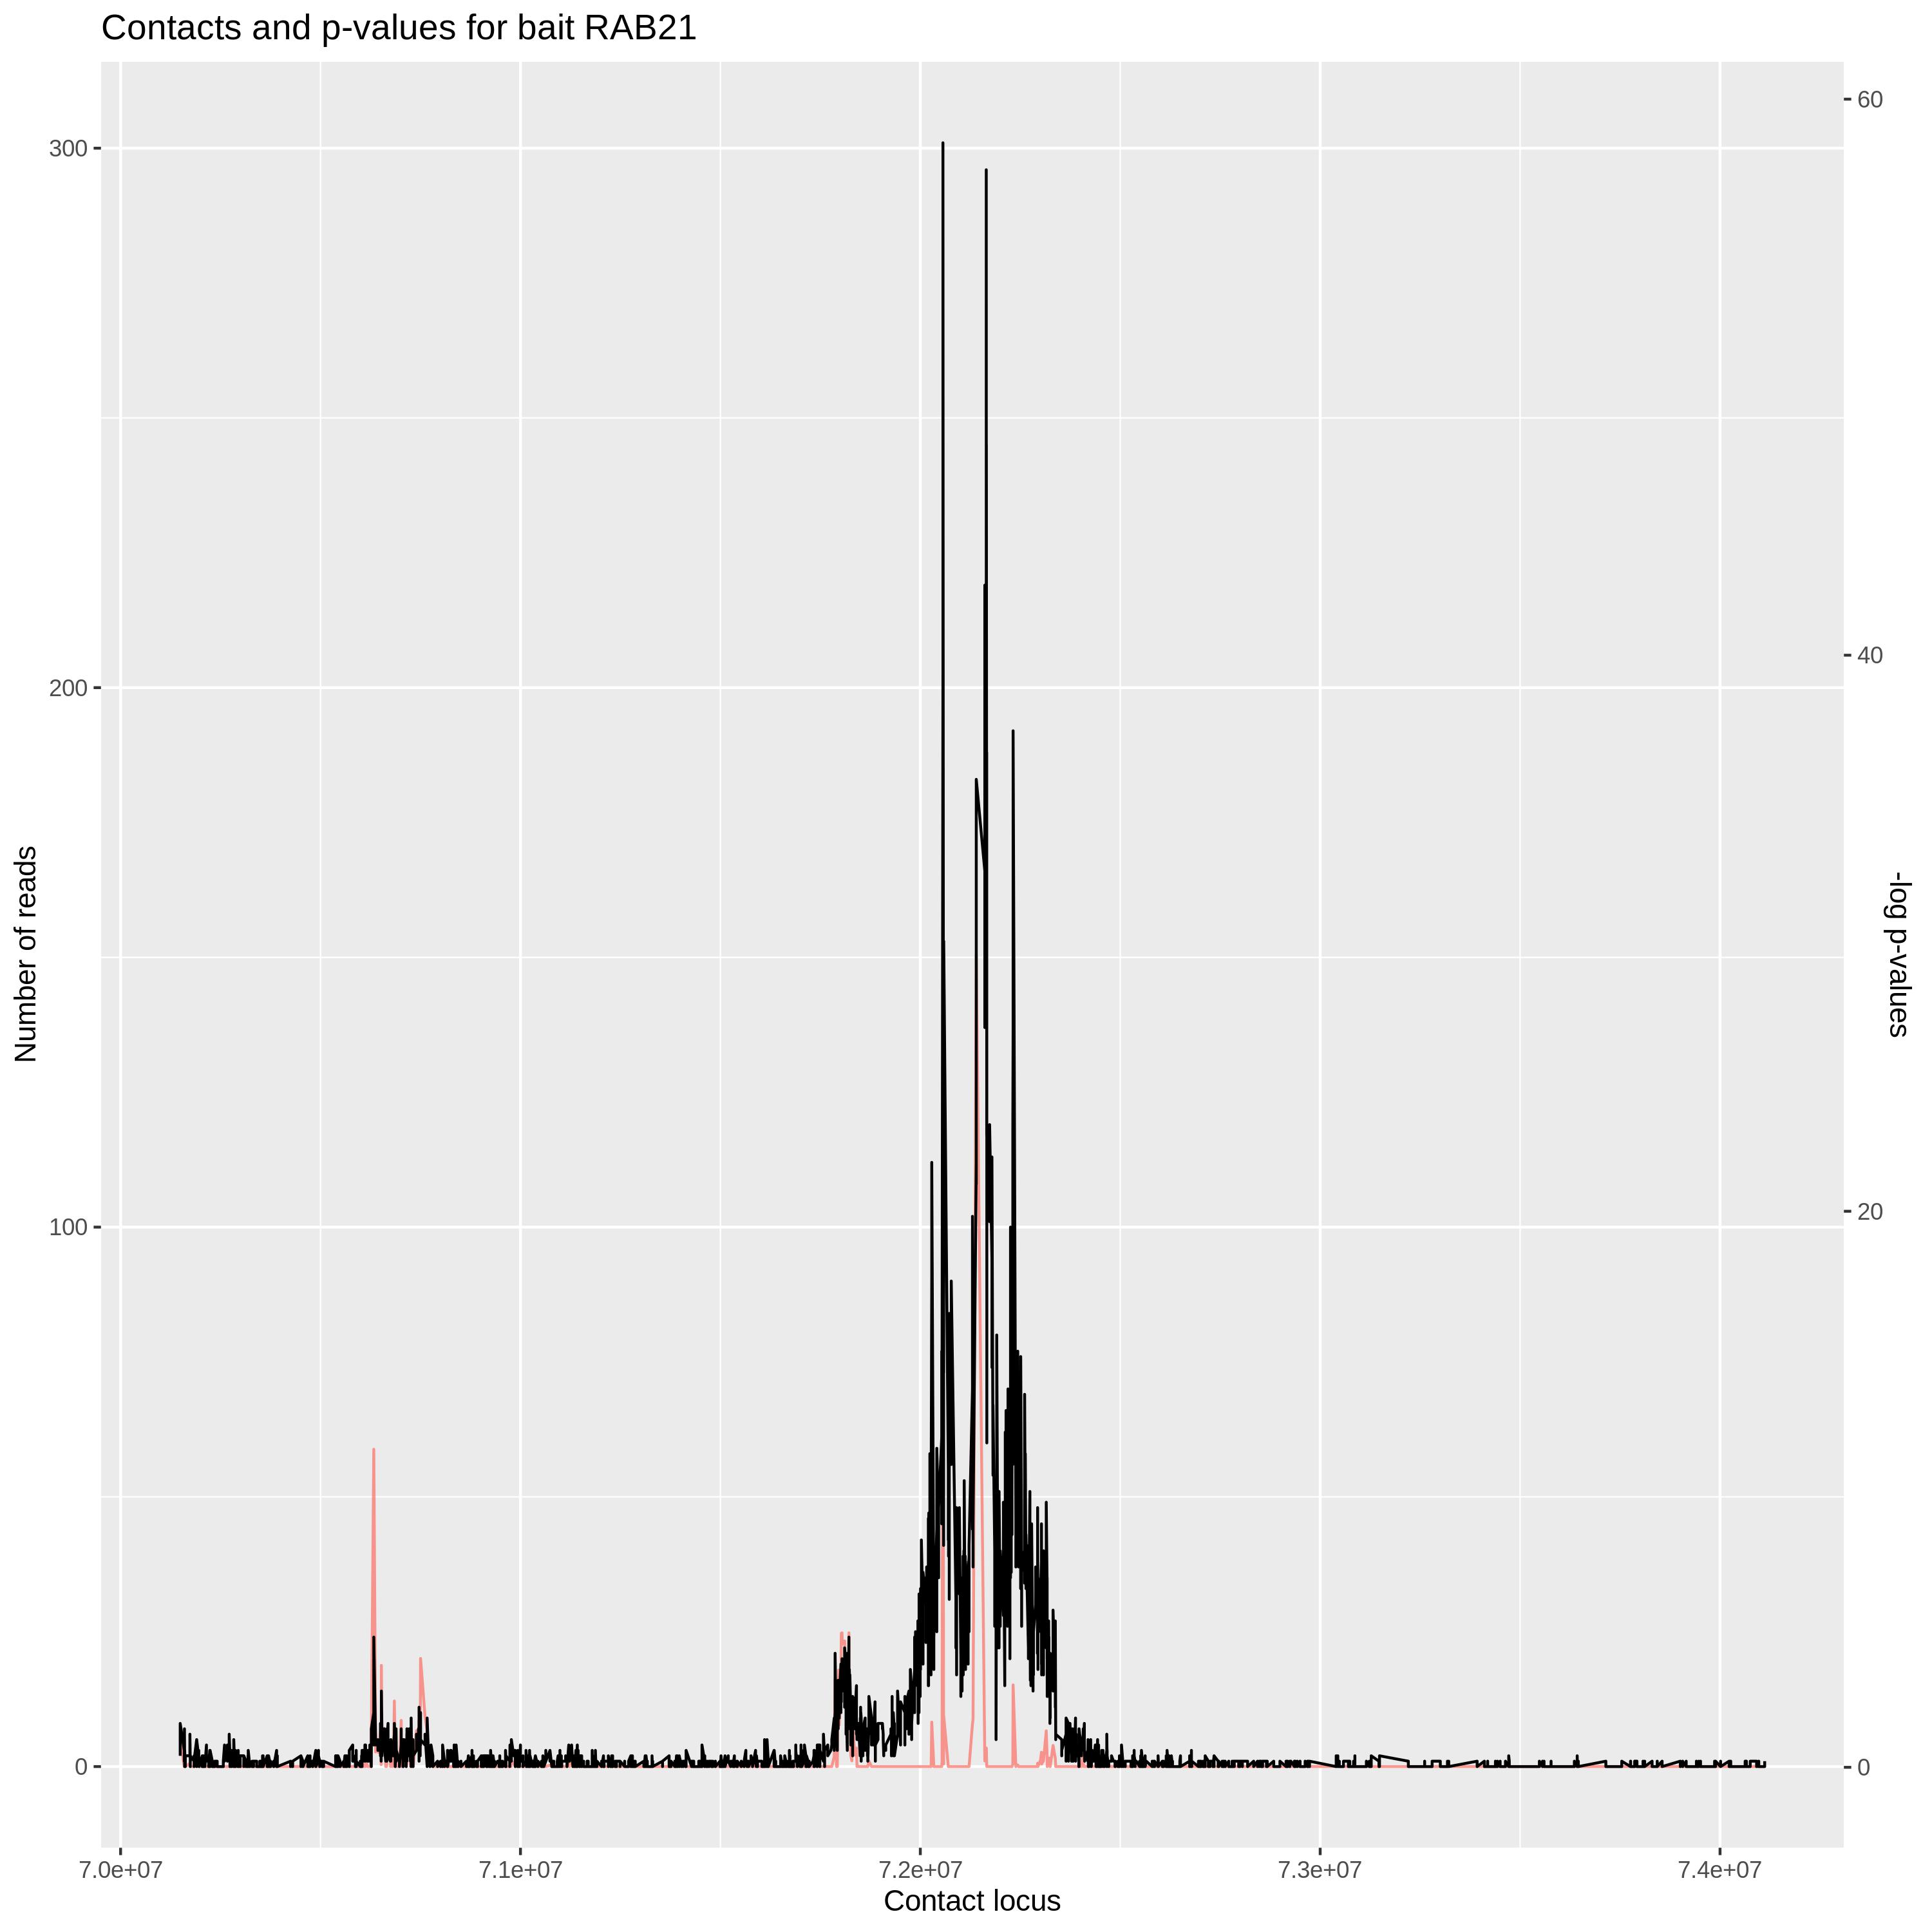 Contacts and p-values for bait RAB21
Number of reads
300
200
100
0
60
40
20
0
-log p-values
7.0e+07 7.1e+07 7.2e+07 7.3e+07 7.4e+07
Contact locus